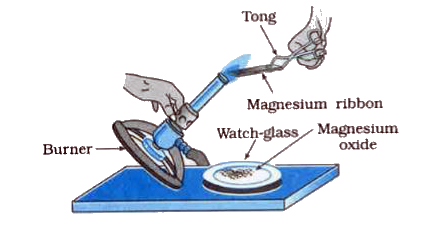 Tong
Magnesium ribbon
Watch-glass
Magnesium
oxide
Burner